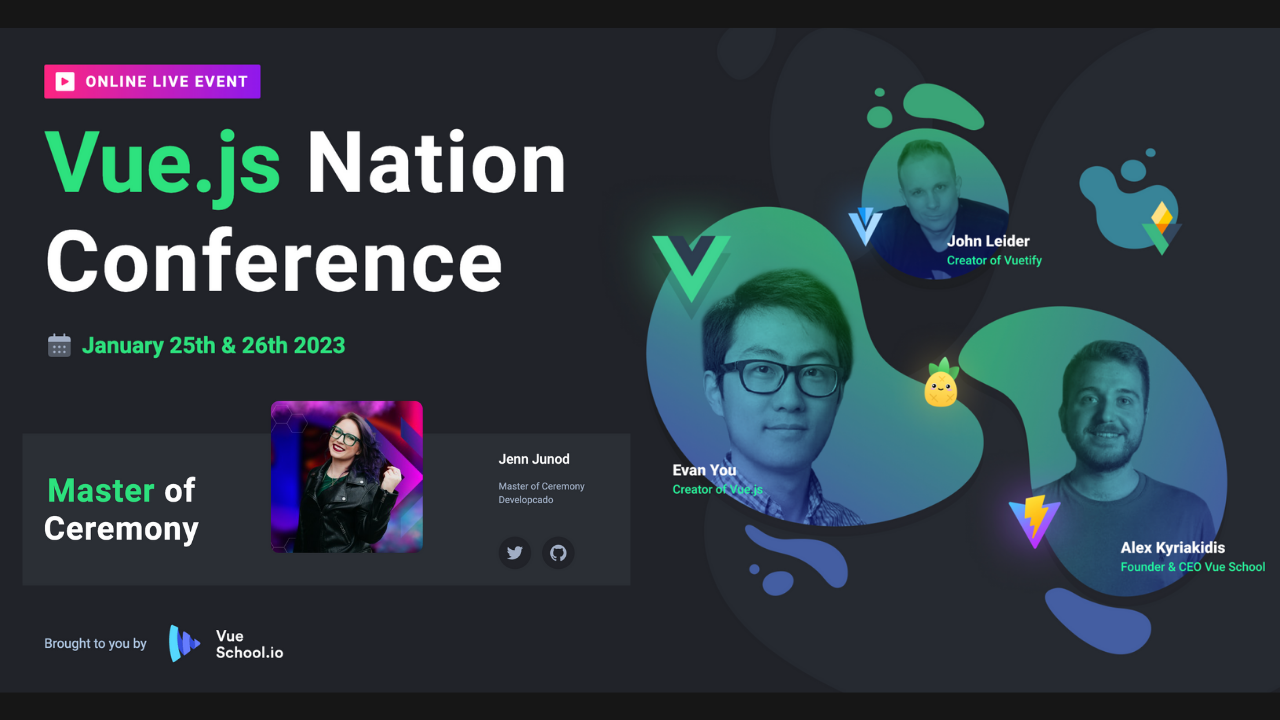 ONLINE LIVE EVENT
Vue.js Nation
Conference
January 25th & 26th 2023
Master of
Ceremony
Jenn Junod
Master of Ceremony
Developcado
Brought to you by
Vue
School.io
John Leider
Creator of Vuetify
Evan You
Creator of Vue.js
Alex Kyriakidis
Founder & CEO Vue School